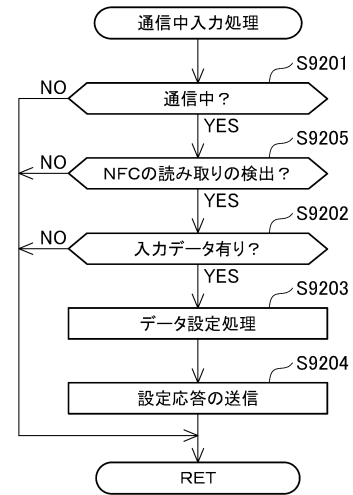 通信中入力処理
S9201
NO
通信中？
YES
S9205
NO
NFCの読み取りの検出？
YES
S9202
NO
入力データ有り？
YES
S9203
データ設定処理
S9204
設定応答の送信
RET